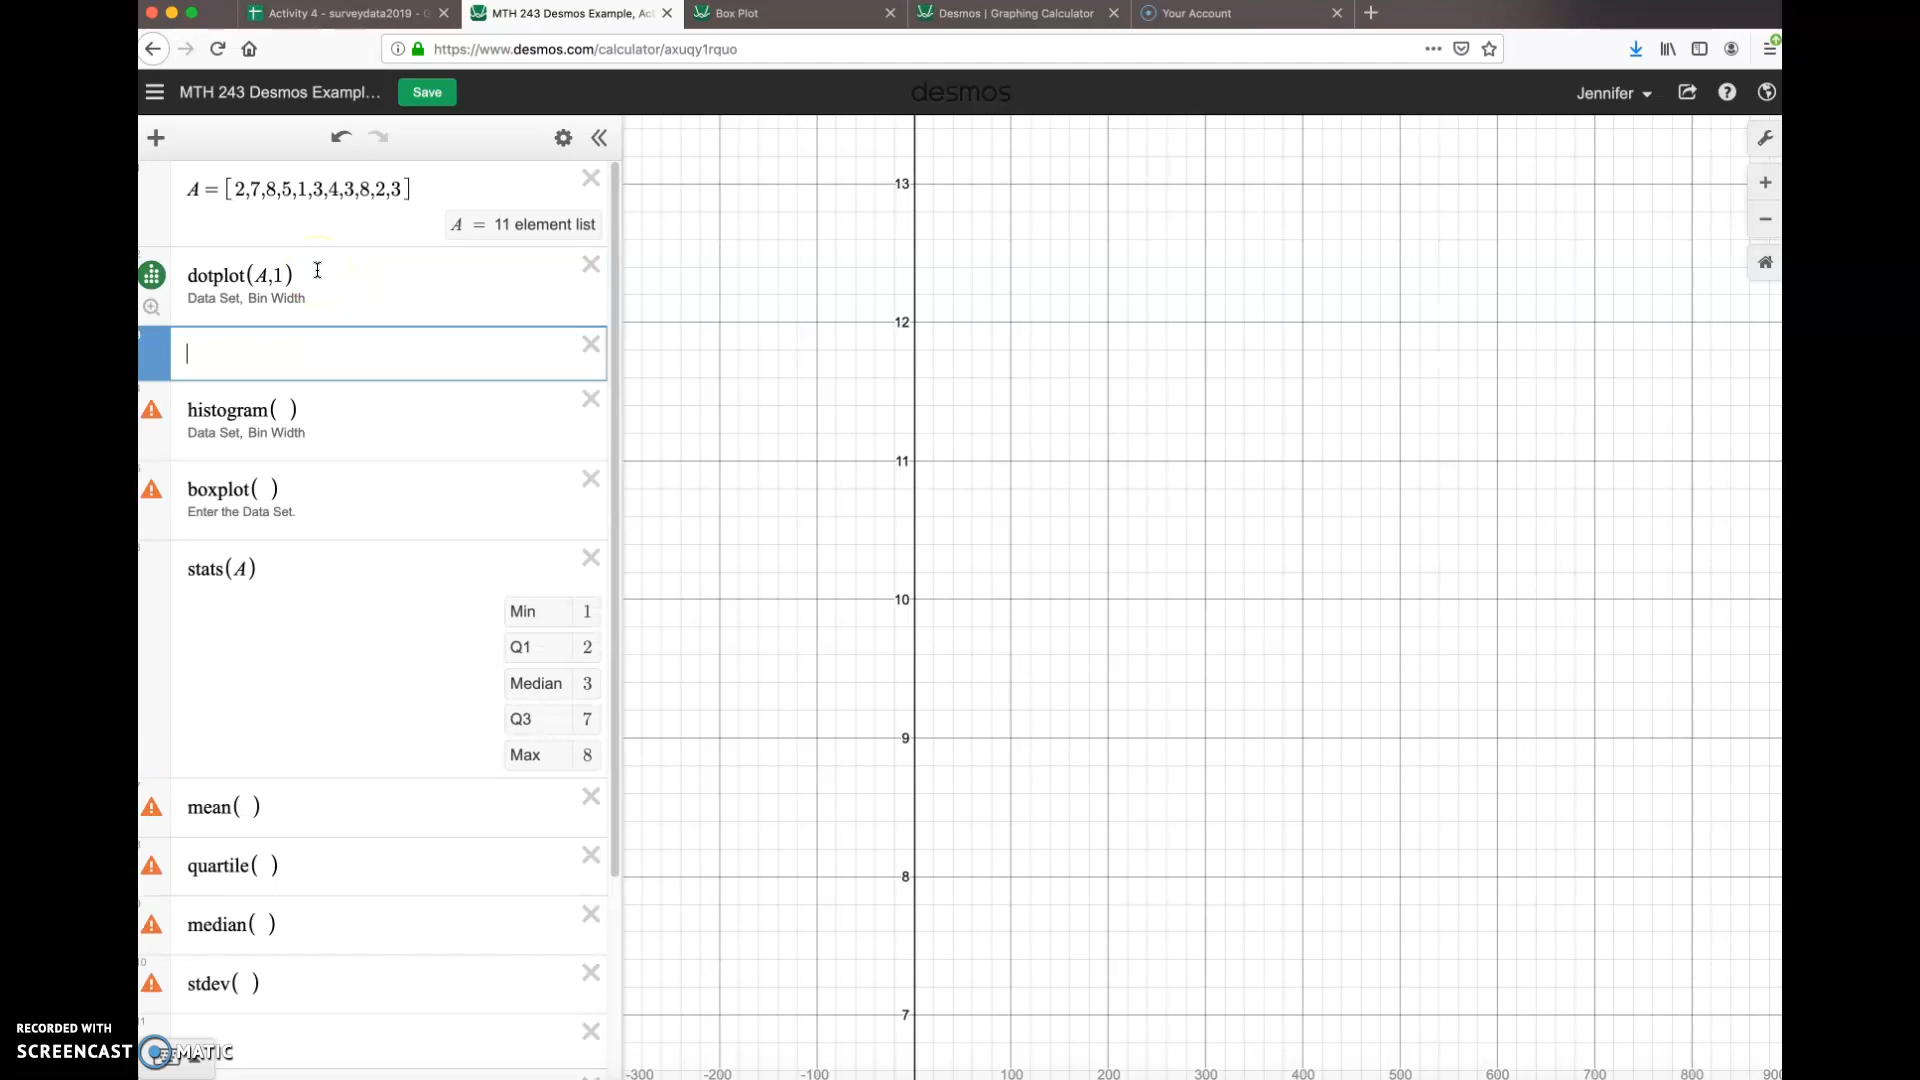 Activity 4 - surveydata2019 - G
MTH 243 Desmos Example, Act
Box Plot
Desmos | Graphing Calculator
Your Account
https://www.desmos.com/calculator/axuqy1rquo
MTH 243 Desmos Exampl...
Save
desmos
Jennifer
A = [2,7,8,5,1,3,4,3,8,2,3]
A = 11 element list
dotplot(A,1)
Data Set, Bin Width
histogram( )
Data Set, Bin Width
boxplot( )
Enter the Data Set.
stats(A)
Min 1
Q1 2
Median 3
Q3 7
Max 8
mean( )
quartile( )
median( )
stdev( )
13
12
11
10
9
8
7
-300 -200 -100 100 200 300 400 500 600 700 800 900
RECORDED WITH
SCREENCAST MATIC